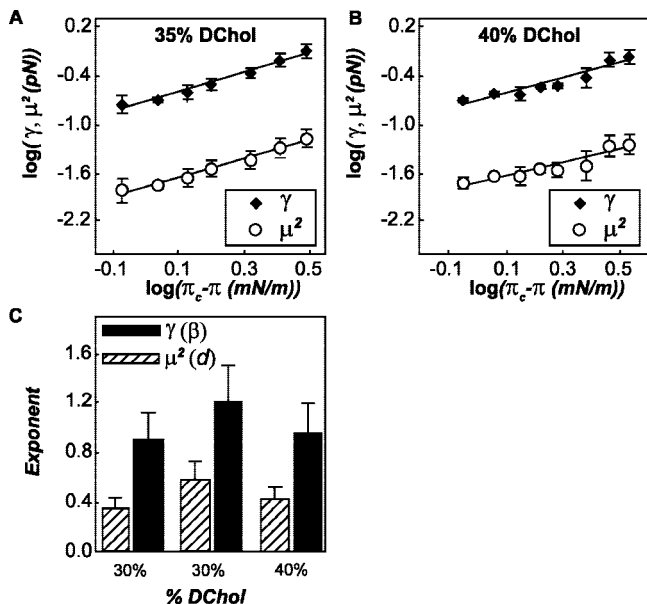 A
35% DChol
0.2
-0.4
-1.0
-1.6
-2.2
log(γ, μ² (pN))
γ
μ²
-0.1
0.1
0.3
0.5
log(πc-π (mN/m))
B
40% DChol
0.2
-0.4
-1.0
-1.6
-2.2
log(γ, μ² (pN))
γ
μ²
-0.1
0.1
0.3
0.5
log(πc-π (mN/m))
C
γ (β)
μ² (d)
1.6
1.2
0.8
0.4
0.0
Exponent
30%
30%
40%
% DChol